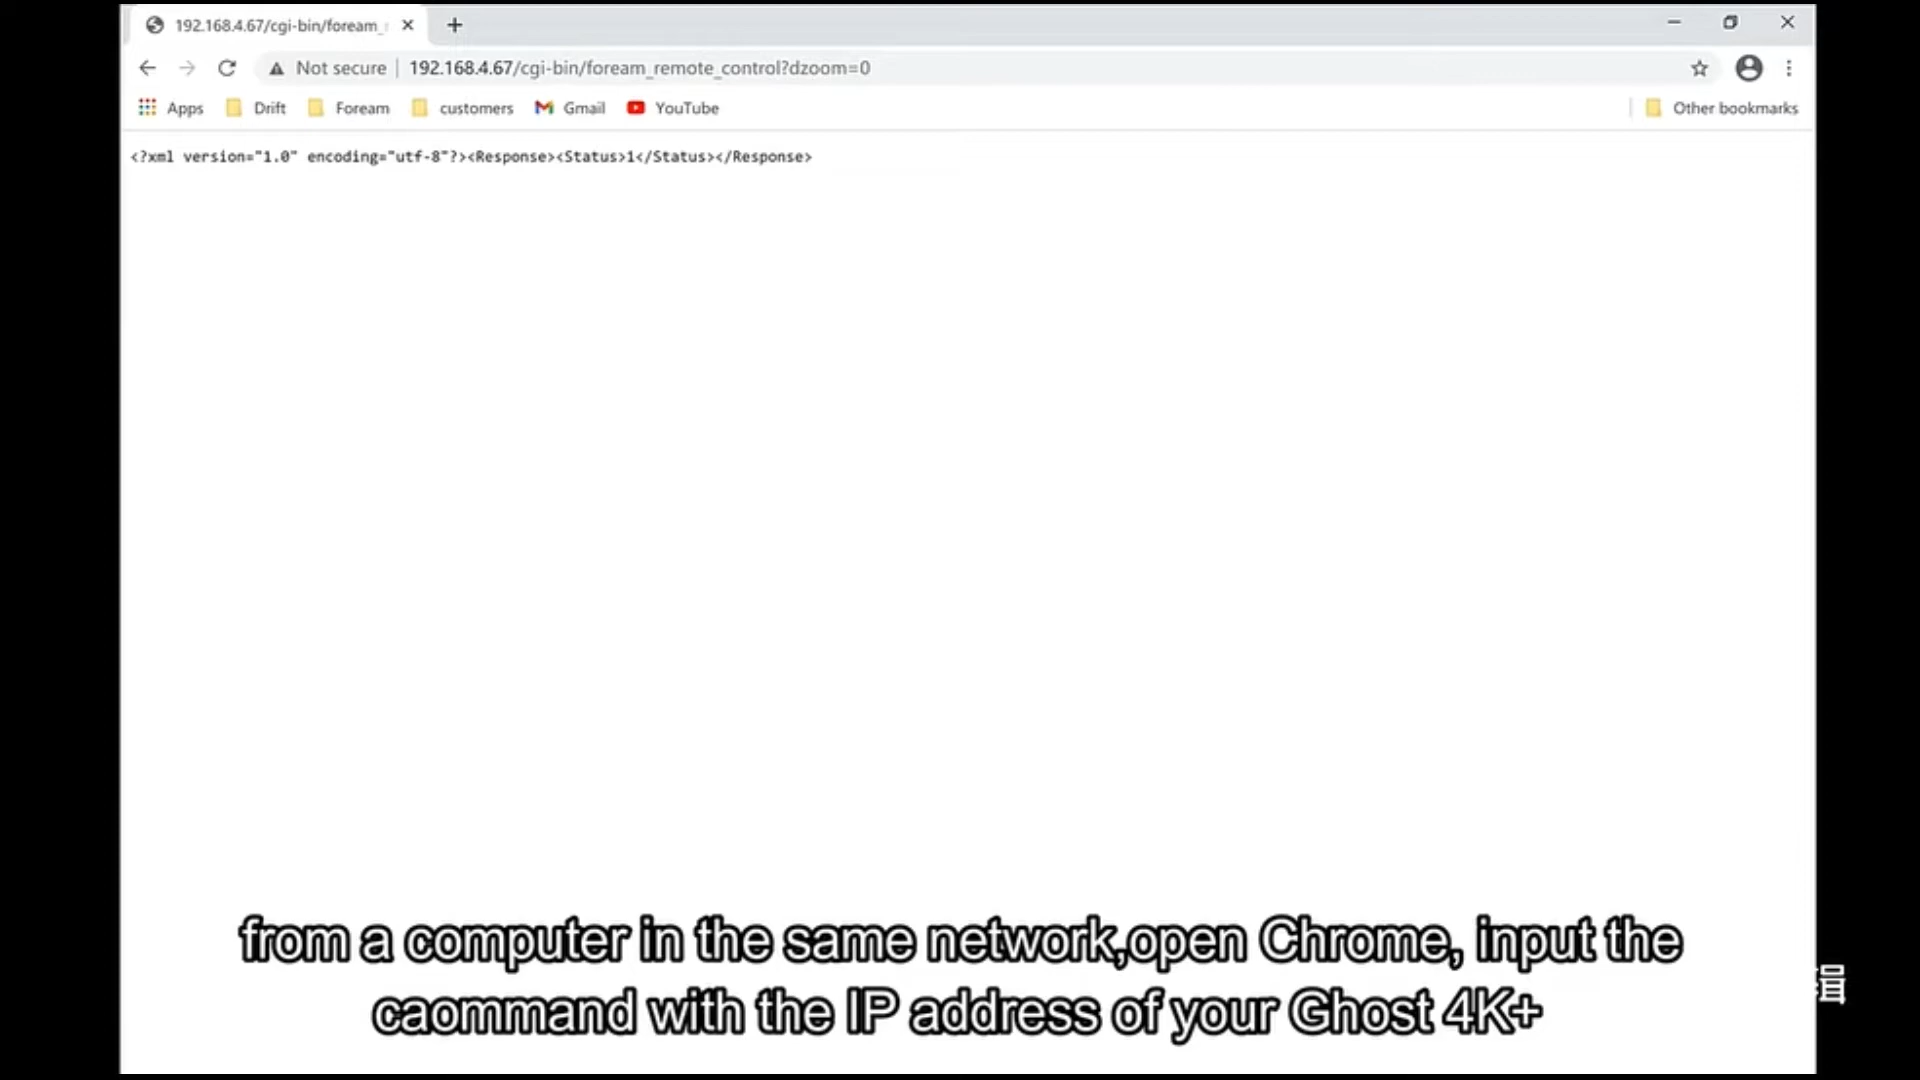 192.168.4.67/cgi-bin/foream_
Not secure | 192.168.4.67/cgi-bin/foream_remote_control?dzoom=0
Apps Drift Foream customers Gmail YouTube Other bookmarks
<?xml version="1.0" encoding="utf-8"?><Response><Status>1</Status></Response>
from a computer in the same network,open Chrome, input the
caommand with the IP address of your Ghost 4K+
辑